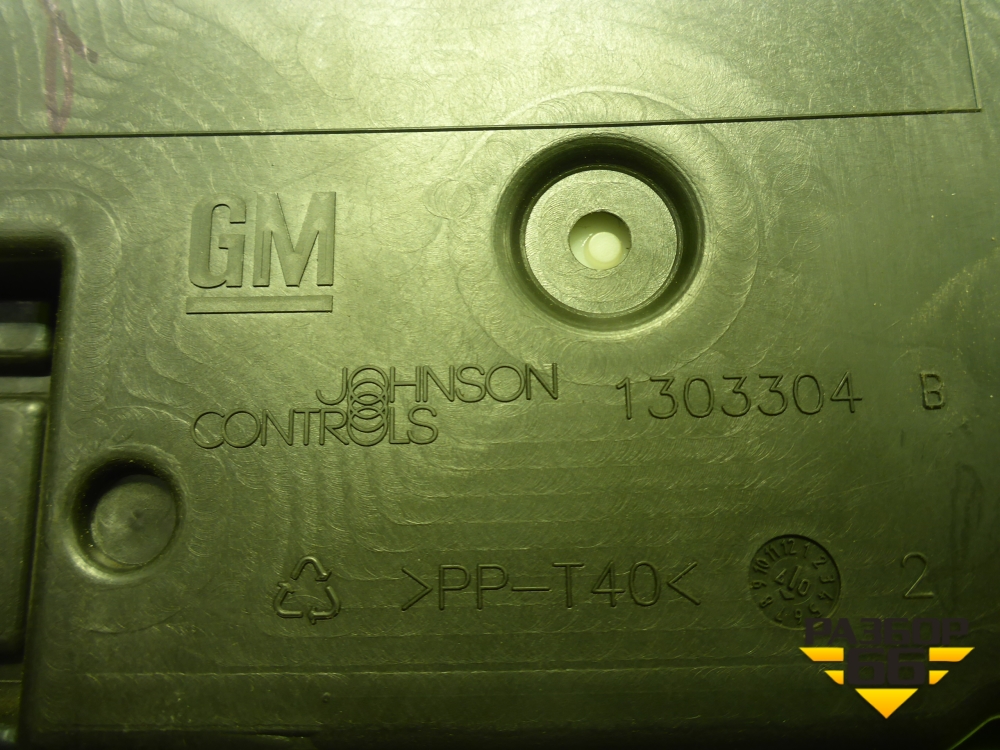 GM
JOHNSON
CONTROLS
1303304 B
>PP-T40<
2
РАЗБОР
66